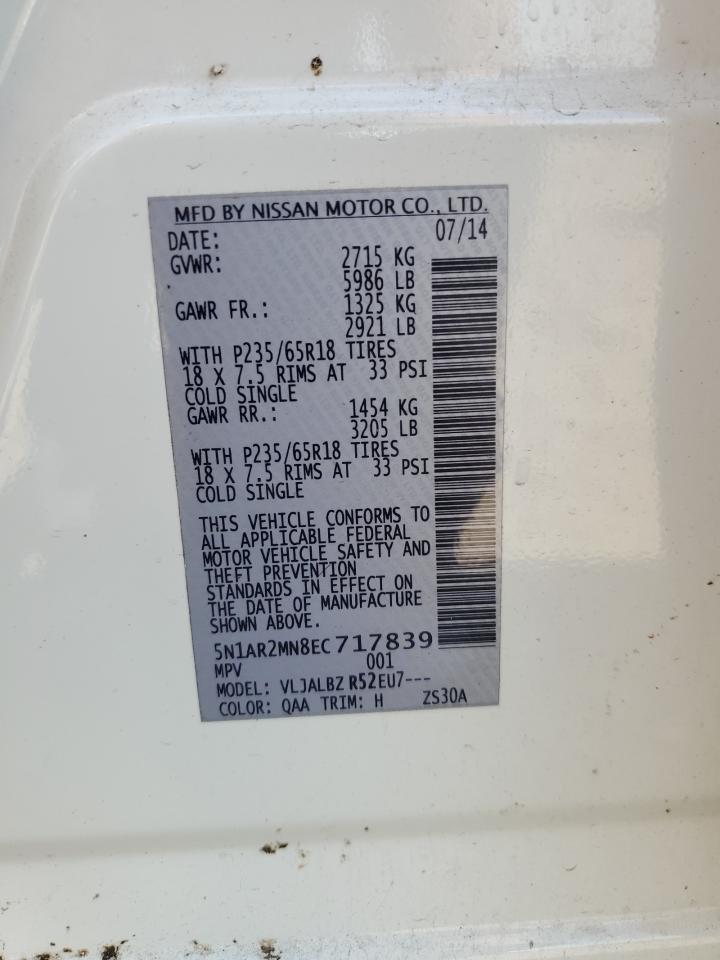 MFD BY NISSAN MOTOR CO., LTD.
DATE: 07/14
GVWR: 2715 KG
5986 LB
GAWR FR.: 1325 KG
2921 LB
WITH P235/65R18 TIRES
18 X 7.5 RIMS AT 33 PSI
COLD SINGLE
GAWR RR.: 1454 KG
3205 LB
WITH P235/65R18 TIRES
18 X 7.5 RIMS AT 33 PSI
COLD SINGLE
THIS VEHICLE CONFORMS TO
ALL APPLICABLE FEDERAL
MOTOR VEHICLE SAFETY AND
THEFT PREVENTION
STANDARDS IN EFFECT ON
THE DATE OF MANUFACTURE
SHOWN ABOVE.
5N1AR2MN8EC717839
MPV 001
MODEL: VLJALBZ R52EU7---
COLOR: QAA TRIM: H ZS30A